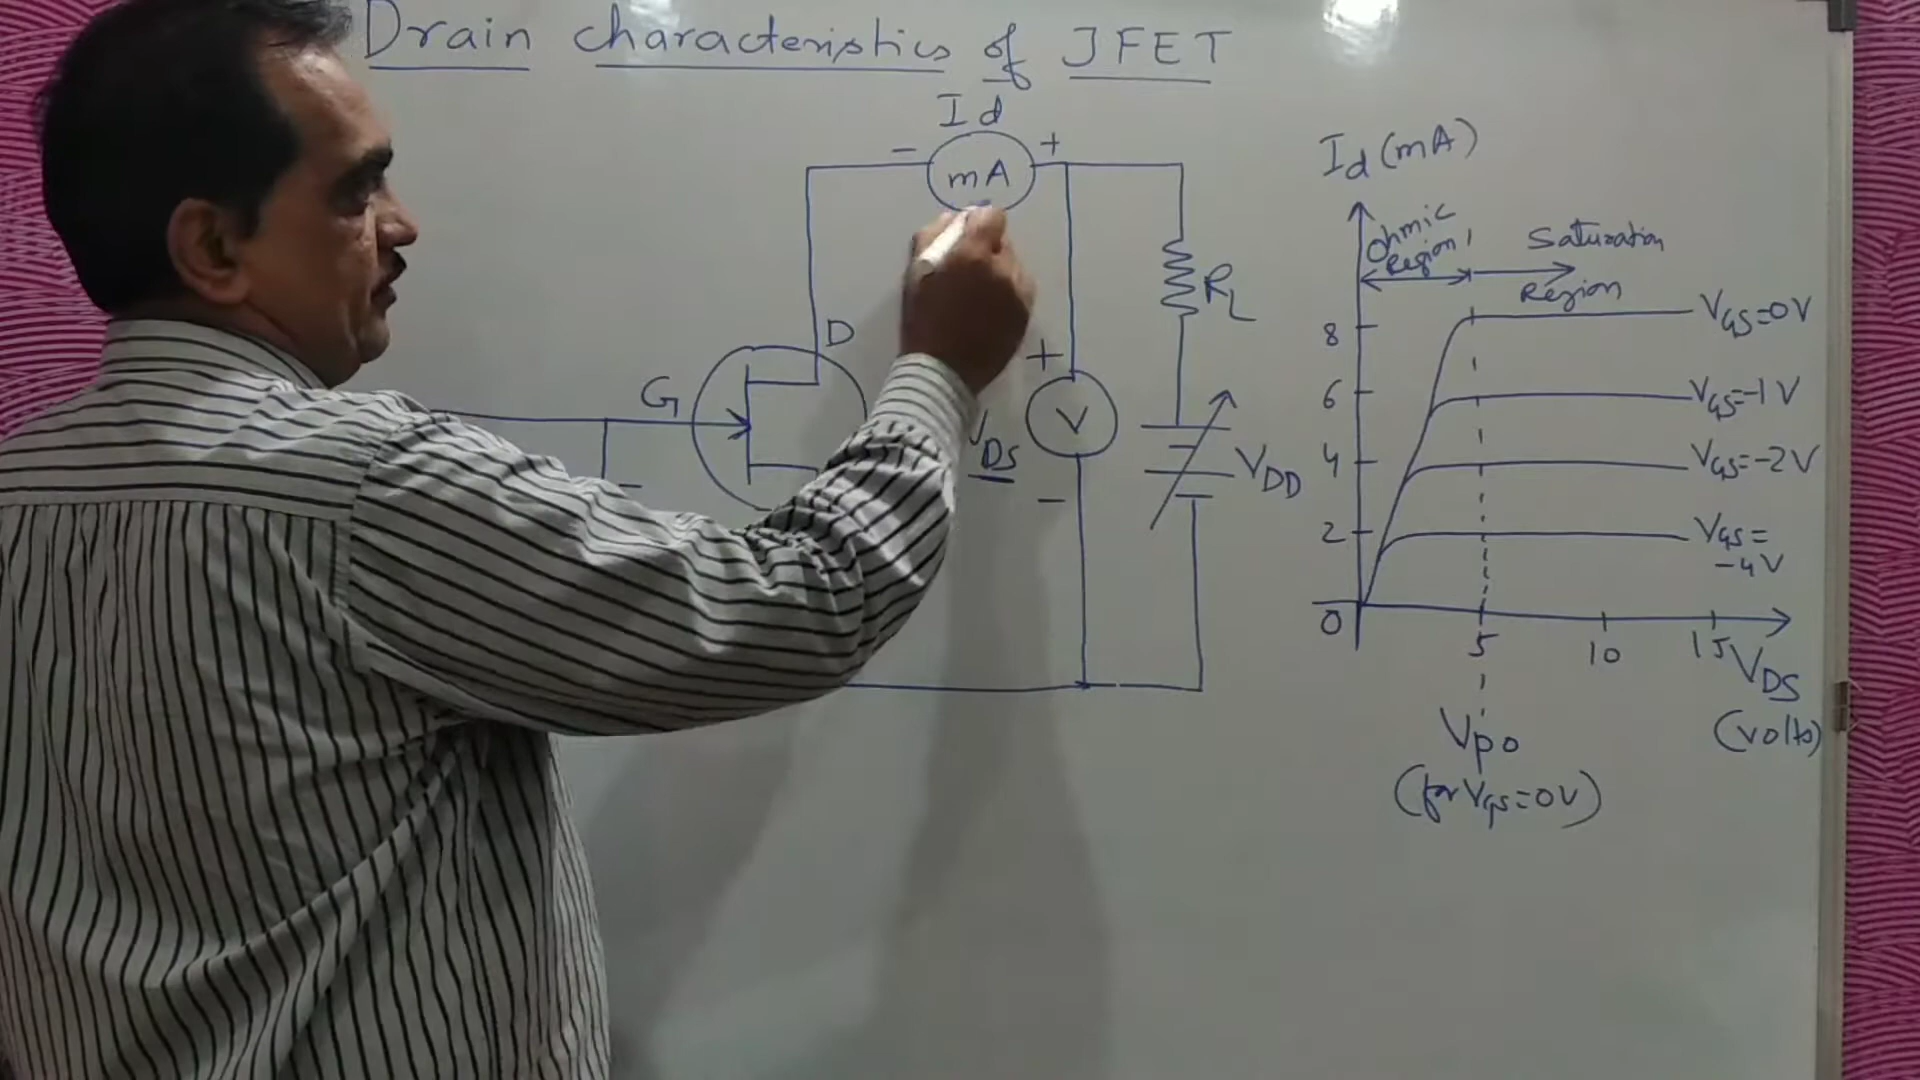 Drain characteristics of JFET
Id
- +
mA
D
G
-
+
V
DS
-
RL
VDD
Id (mA)
Ohmic
Region
Saturation
Region
8
6
4
2
0
5
10
15
VGS=0V
VGS=-1V
VGS=-2V
VGS=
-4V
VDS
(volts)
Vpo
(for VGS=0V)